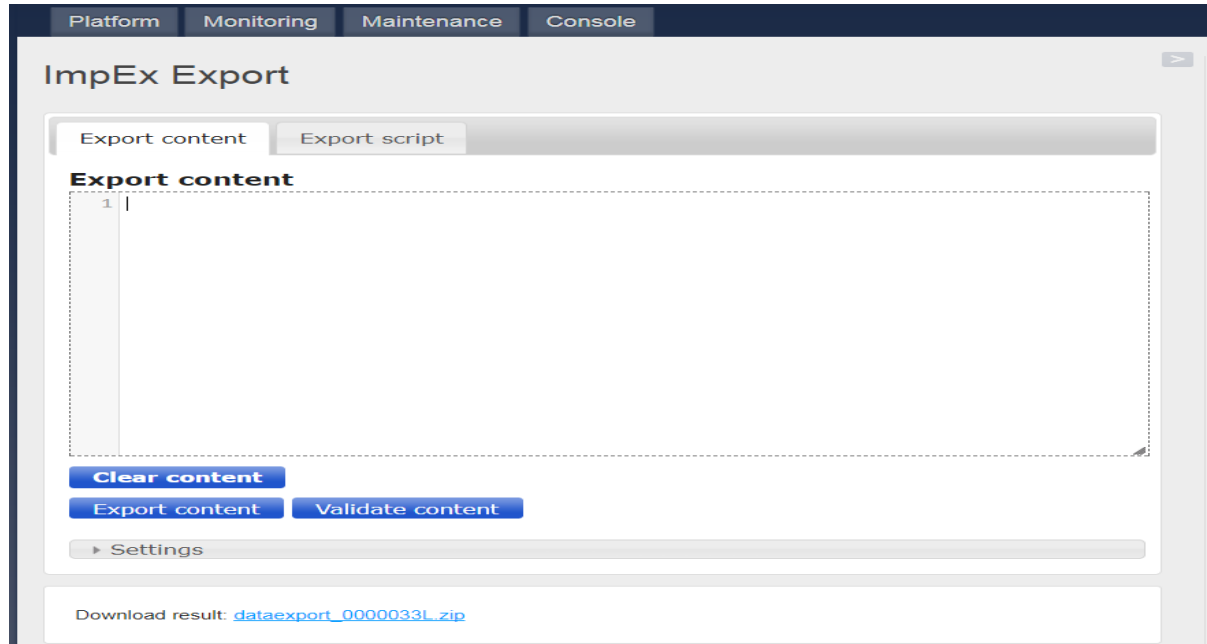 Platform Monitoring Maintenance Console
>
ImpEx Export
Export content Export script
Export content
1
Clear content
Export content Validate content
Settings
Download result: dataexport_0000033L.zip